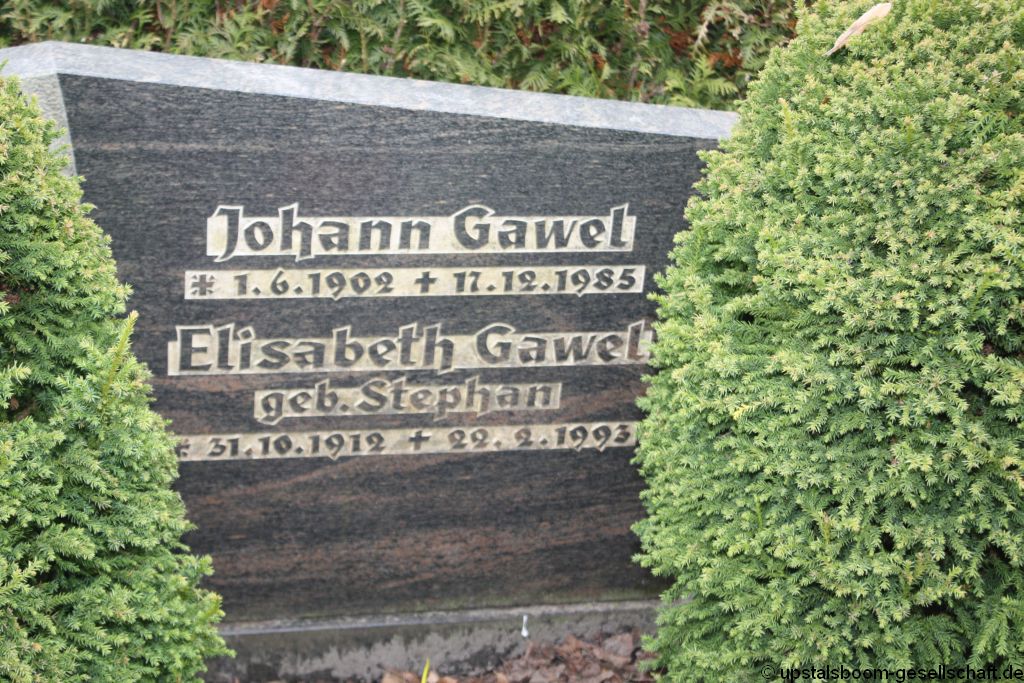 Johann Gawel
* 1.6.1902 + 17.12.1985
Elisabeth Gawel
geb. Stephan
* 31.10.1912 + 22.2.1993
© upstalsboom-gesellschaft.de